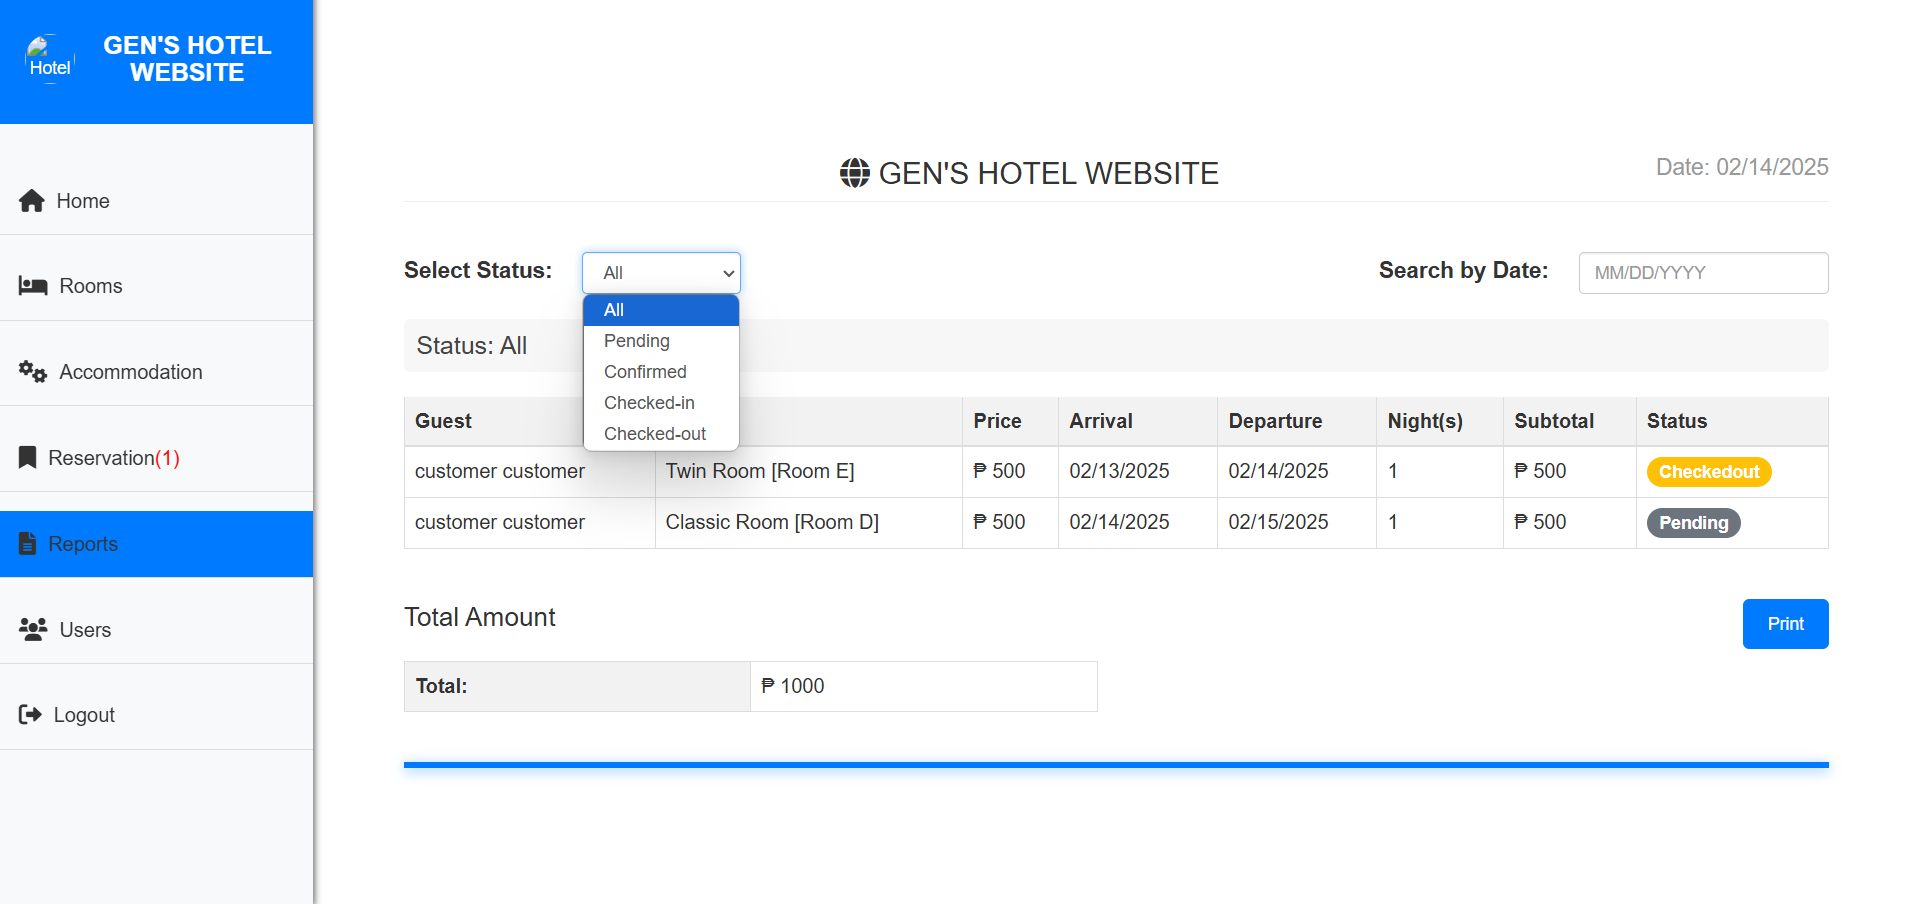 Hotel
GEN'S HOTEL
WEBSITE
Home
Rooms
Accommodation
Reservation(1)
Reports
Users
Logout
GEN'S HOTEL WEBSITE
Date: 02/14/2025
Select Status:
All
Search by Date:
MM/DD/YYYY
All
Pending
Confirmed
Checked-in
Checked-out
Status: All
Guest Price Arrival Departure Night(s) Subtotal Status
customer customer Twin Room [Room E] ₱ 500 02/13/2025 02/14/2025 1 ₱ 500 Checkedout
customer customer Classic Room [Room D] ₱ 500 02/14/2025 02/15/2025 1 ₱ 500 Pending
Total Amount
Print
Total: ₱ 1000